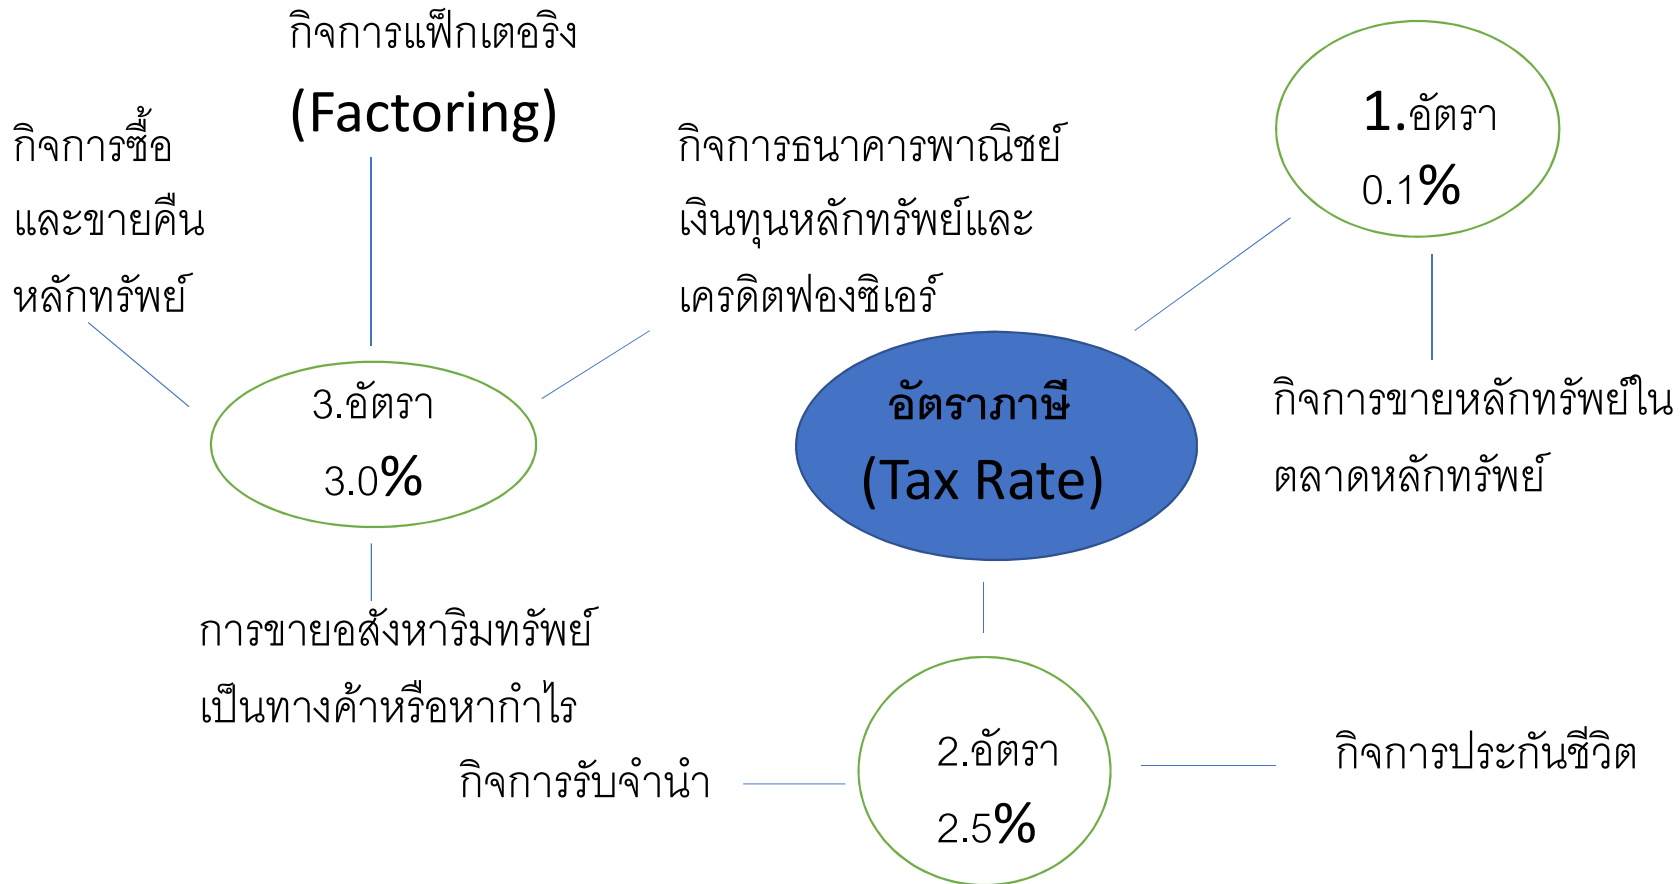 กิจการแฟ็กเตอริง
(Factoring)
กิจการซื้อ
และขายคืน
หลักทรัพย์
กิจการธนาคารพาณิชย์
เงินทุนหลักทรัพย์และ
เครดิตฟองซิเอร์
1.อัตรา
0.1%
3.อัตรา
3.0%
อัตราภาษี
(Tax Rate)
กิจการขายหลักทรัพย์ใน
ตลาดหลักทรัพย์
การขายอสังหาริมทรัพย์
เป็นทางค้าหรือหากำไร
กิจการรับจำนำ
2.อัตรา
2.5%
กิจการประกันชีวิต